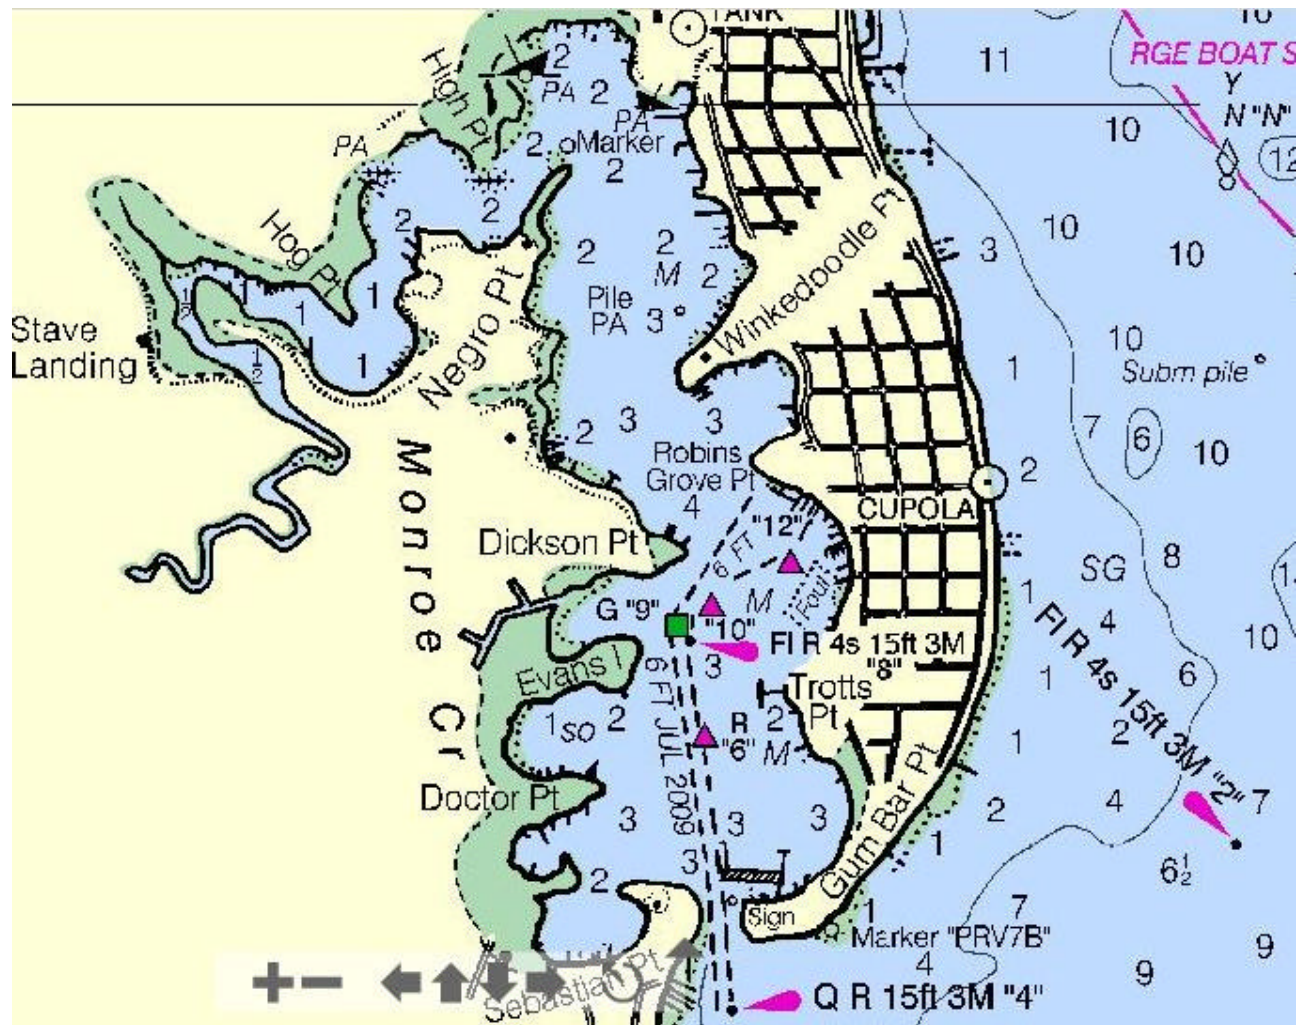 TANK
RGE BOAT S
11
10
Y
N "N"
High Pt
2
PA
2
PA
PA
2
Marker
2
10
12
Hog Pt
2
2
2
2
M
2
Winkedoodle Pt
3
10
10
Stave
Landing
1
1
1
1/2
1/2
1
1
Negro Pt
Pile
PA
3
1
10
Subm pile
2
3
3
7
6
10
Robins
Grove Pt
4
2
CUPOLA
Monroe Cr
Dickson Pt
"12"
6 FT
Foul
M
SG
8
1
4
10
G "9"
"10"
Fl R 4s 15ft 3M
"8"
Fl R 4s 15ft 3M "2"
Evans I
3
6 FT JUL 2009
1
6
1
so
2
R
"6"
2
M
Trotts
Pt
1
2
Doctor Pt
3
3
3
Gum Bar Pt
2
4
7
3
1
6 1/2
2
Sign
1
7
Marker "PRV7B"
4
9
9
Sebastian Pt
Q R 15ft 3M "4"